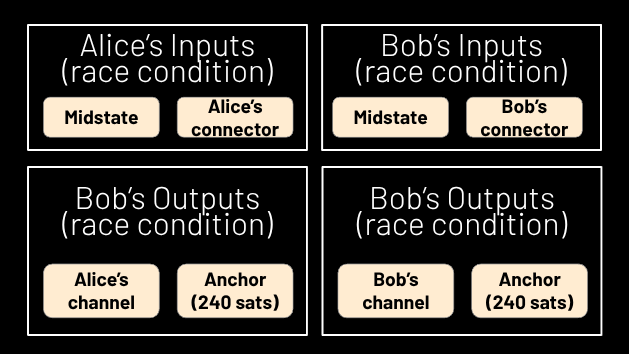 Alice's Inputs
(race condition)
Midstate
Alice's
connector
Bob's Inputs
(race condition)
Midstate
Bob's
connector
Bob's Outputs
(race condition)
Alice's
channel
Anchor
(240 sats)
Bob's Outputs
(race condition)
Bob's
channel
Anchor
(240 sats)